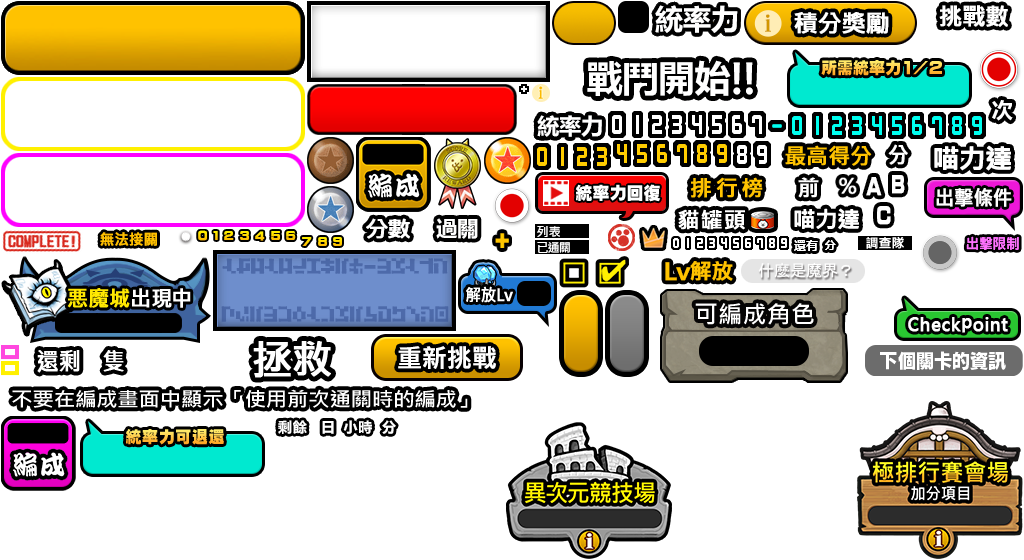 統率力
積分獎勵
挑戰數
戰鬥開始!!
所需統率力1/2
次
統率力 01234567-0123456789
編成
012345678989
最高得分 分
喵力達
統率力回復
排行榜
前 % A B
出擊條件
分數
過關
貓罐頭
喵力達 C
COMPLETE!
無法接關
0123456
789
列表
已通關
0123456789
還有 分
調查隊
出擊限制
惡魔城出現中
解放Lv
Lv解放
什麼是魔界？
可編成角色
CheckPoint
還剩 隻
拯救
重新挑戰
下個關卡的資訊
不要在編成畫面中顯示「使用前次通關時的編成」
剩餘 日 小時 分
統率力可退還
編成
異次元競技場
極排行賽會場
加分項目